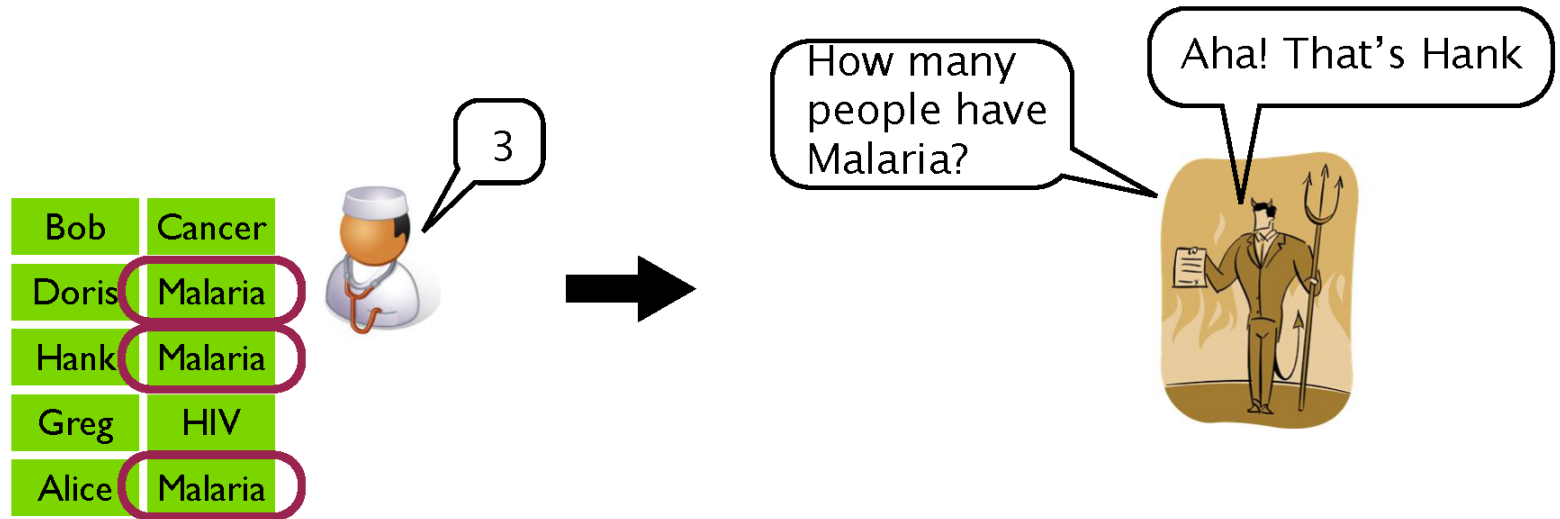 How many
people have
Malaria?
Aha! That's Hank
3
Bob Cancer
Doris Malaria
Hank Malaria
Greg HIV
Alice Malaria